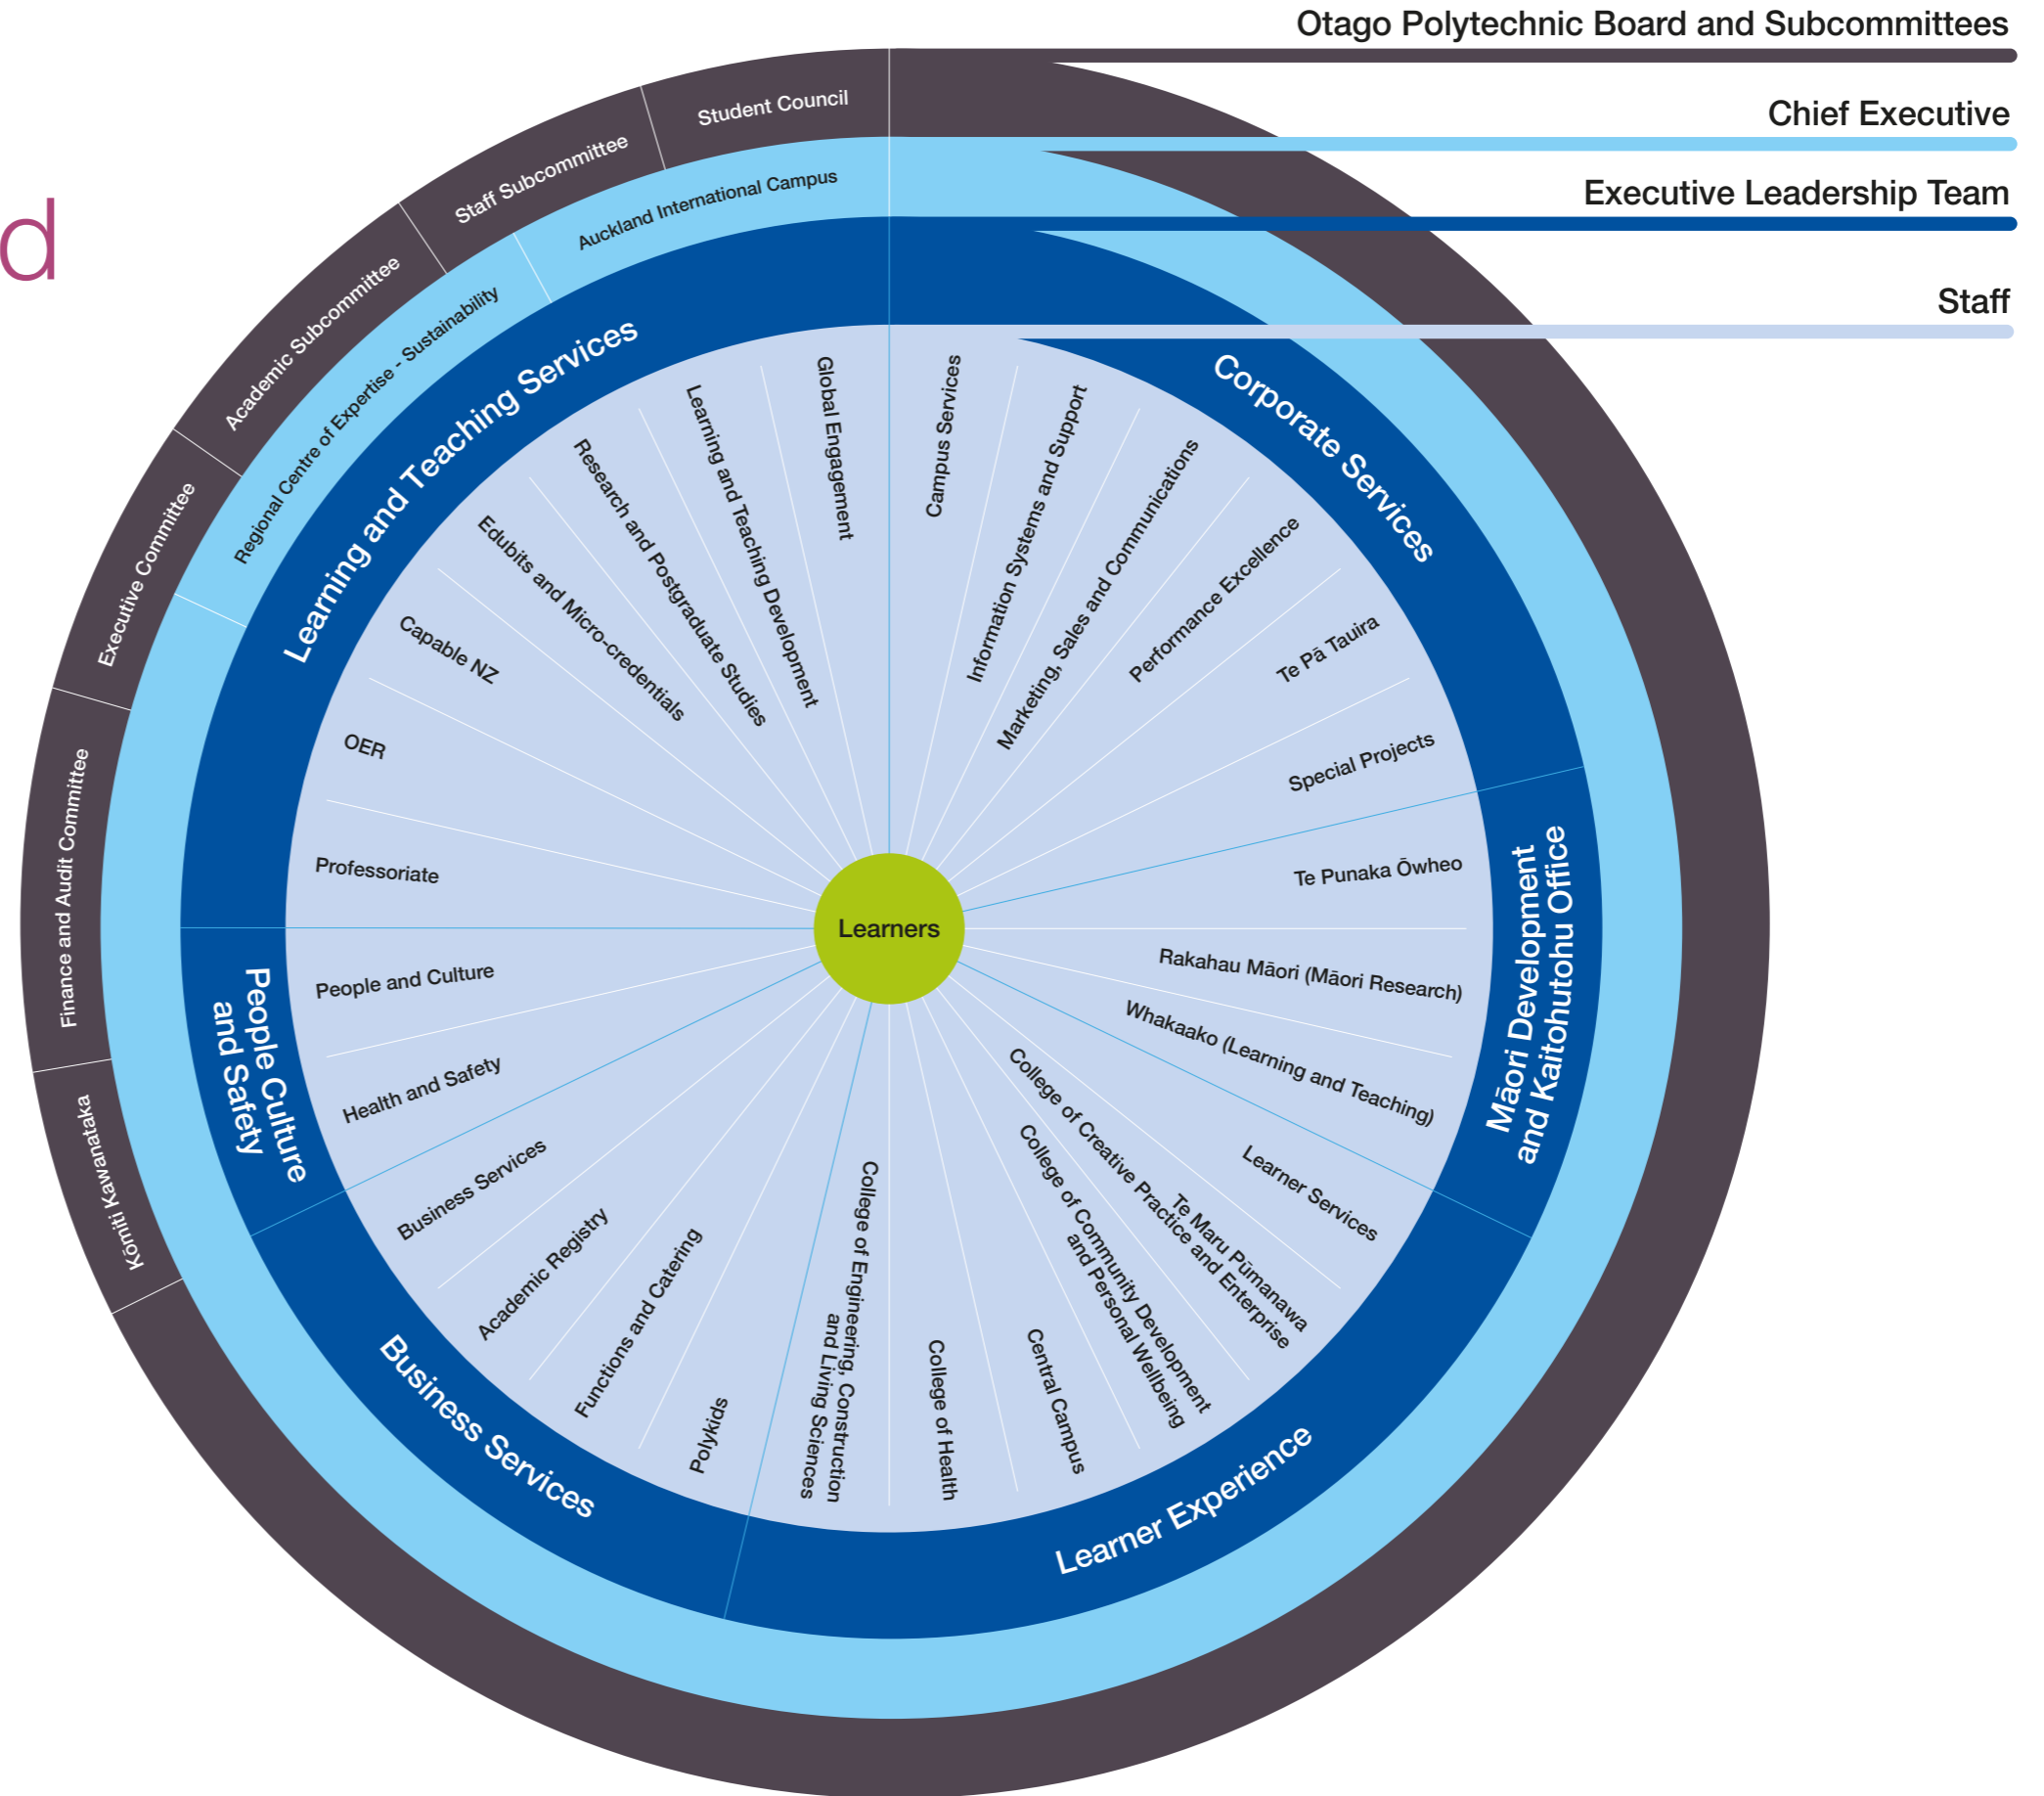 Otago Polytechnic Board and Subcommittees
Chief Executive
Executive Leadership Team
Staff
d
Student Council
Staff Subcommittee
Academic Subcommittee
Executive Committee
Finance and Audit Committee
Kōmiti Kawanataka
Auckland International Campus
Regional Centre of Expertise - Sustainability
Learning and Teaching Services
Corporate Services
Māori Development
and Kaitohutohu Office
Learner Experience
Business Services
People Culture
and Safety
Campus Services
Information Systems and Support
Marketing, Sales and Communications
Performance Excellence
Te Pā Tauira
Special Projects
Te Punaka Ōwheo
Rakahau Māori (Māori Research)
Whakaako (Learning and Teaching)
Learner Services
Te Maru Pūmanawa
College of Creative Practice and Enterprise
College of Community Development
and Personal Wellbeing
Central Campus
College of Health
College of Engineering, Construction
and Living Sciences
Polykids
Functions and Catering
Academic Registry
Business Services
Health and Safety
People and Culture
Professoriate
OER
Capable NZ
Edubits and Micro-credentials
Research and Postgraduate Studies
Learning and Teaching Development
Global Engagement
Learners